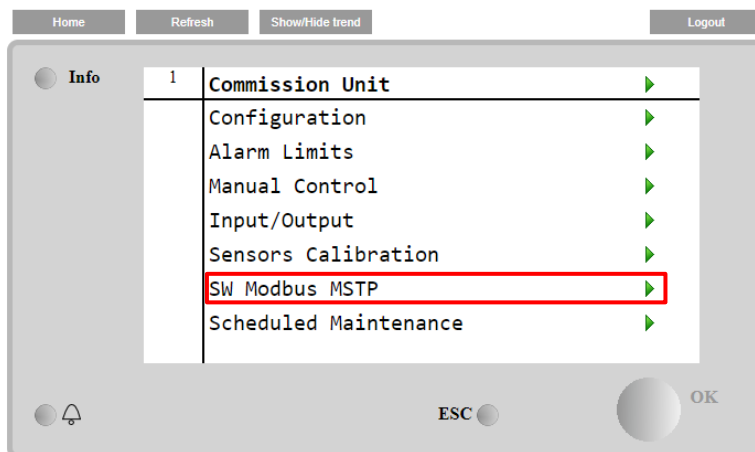 Home Refresh Show/Hide trend Logout
Info
1 Commission Unit
Configuration
Alarm Limits
Manual Control
Input/Output
Sensors Calibration
SW Modbus MSTP
Scheduled Maintenance
ESC
OK